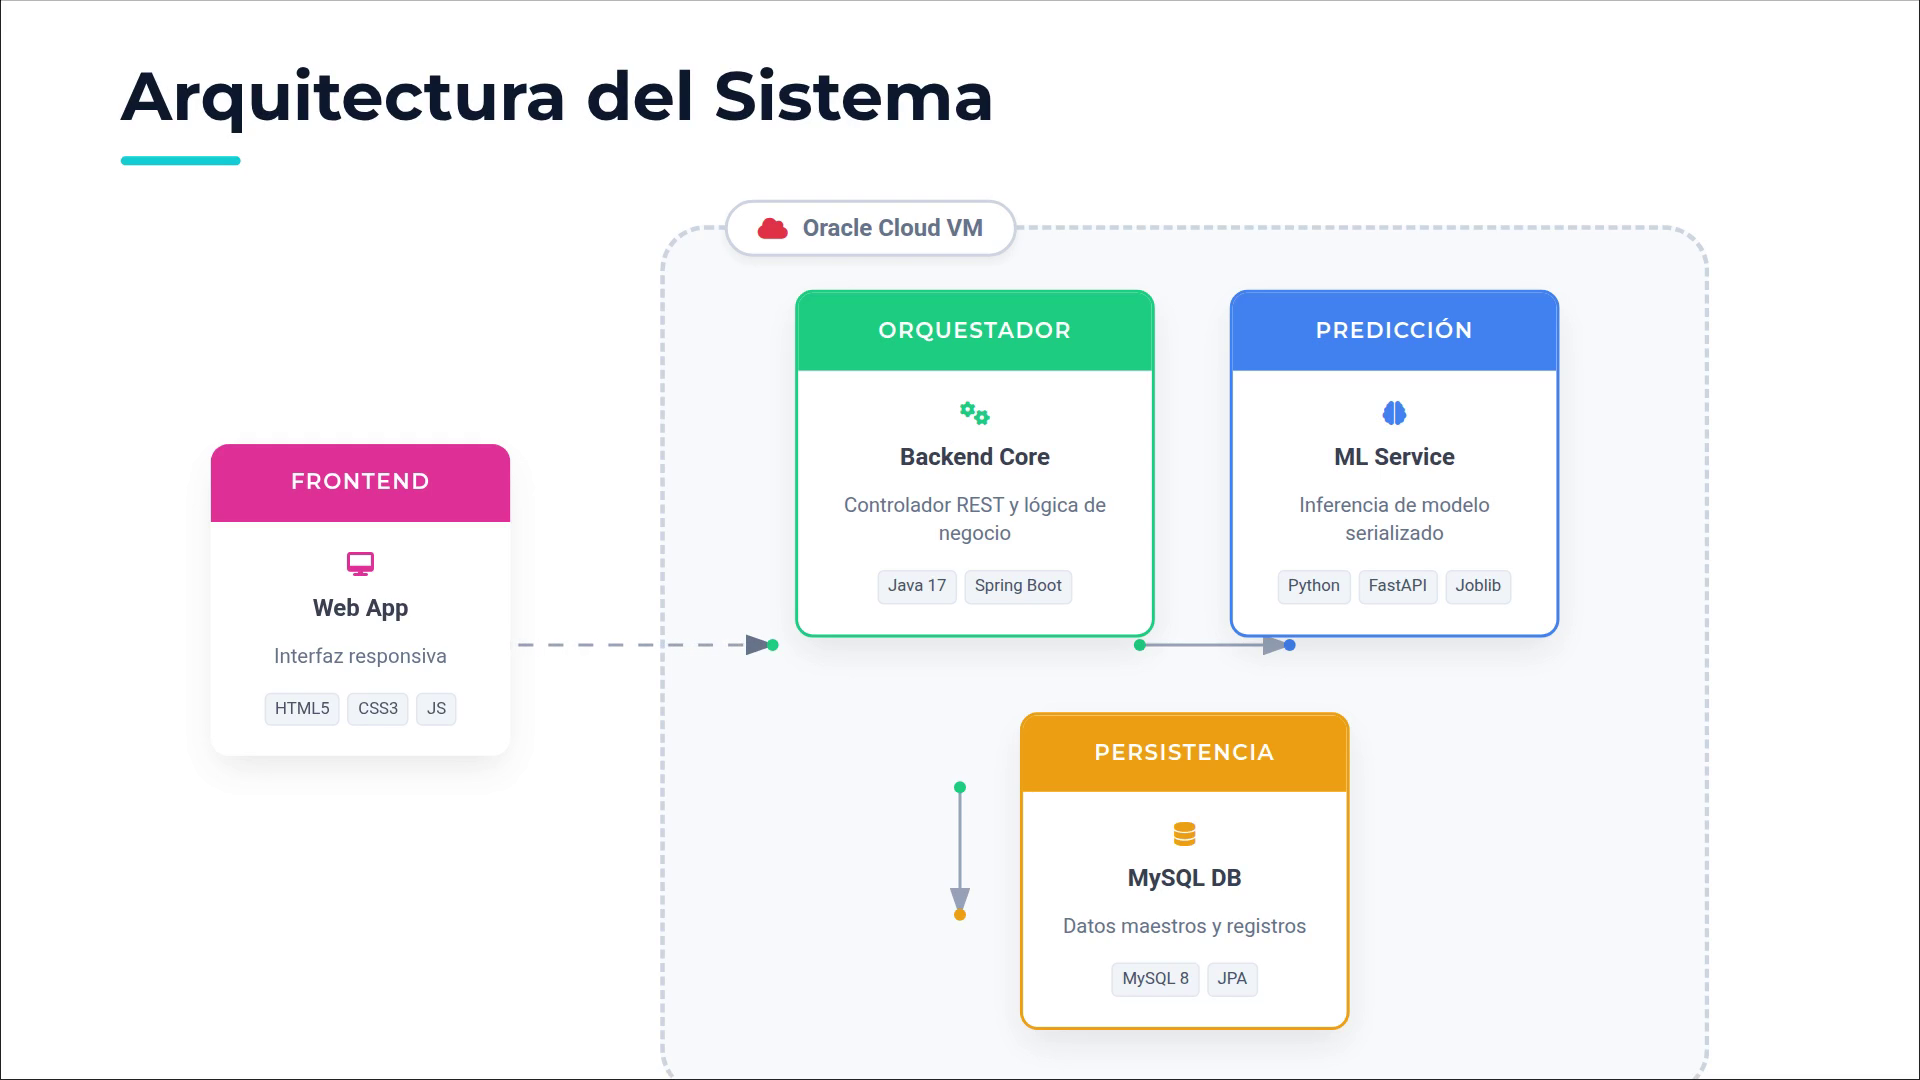 Arquitectura del Sistema
Oracle Cloud VM
FRONTEND
Web App
Interfaz responsiva
HTML5 CSS3 JS
ORQUESTADOR
Backend Core
Controlador REST y lógica de
negocio
Java 17 Spring Boot
PREDICCIÓN
ML Service
Inferencia de modelo
serializado
Python FastAPI Joblib
PERSISTENCIA
MySQL DB
Datos maestros y registros
MySQL 8 JPA